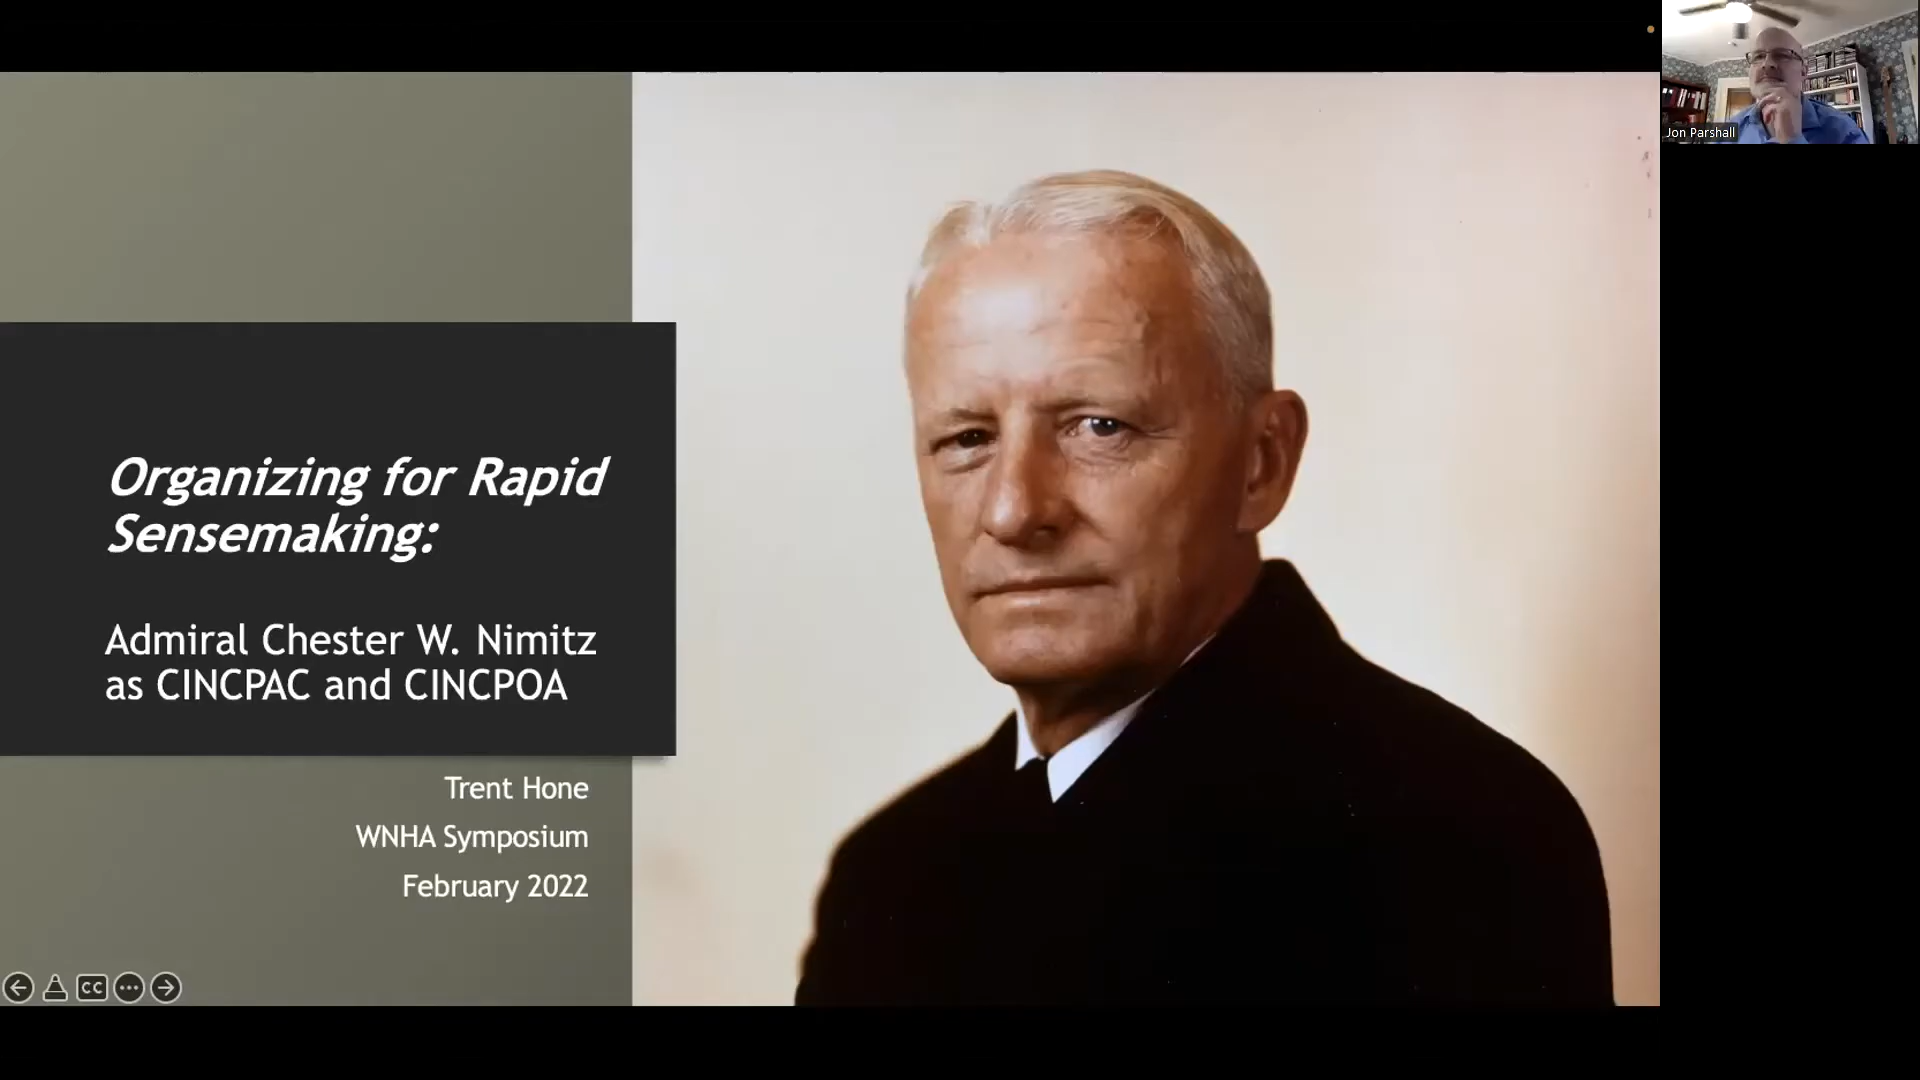 Organizing for Rapid
Sensemaking:
Admiral Chester W. Nimitz
as CINCPAC and CINCPOA
Trent Hone
WNHA Symposium
February 2022
CC
Jon Parshall